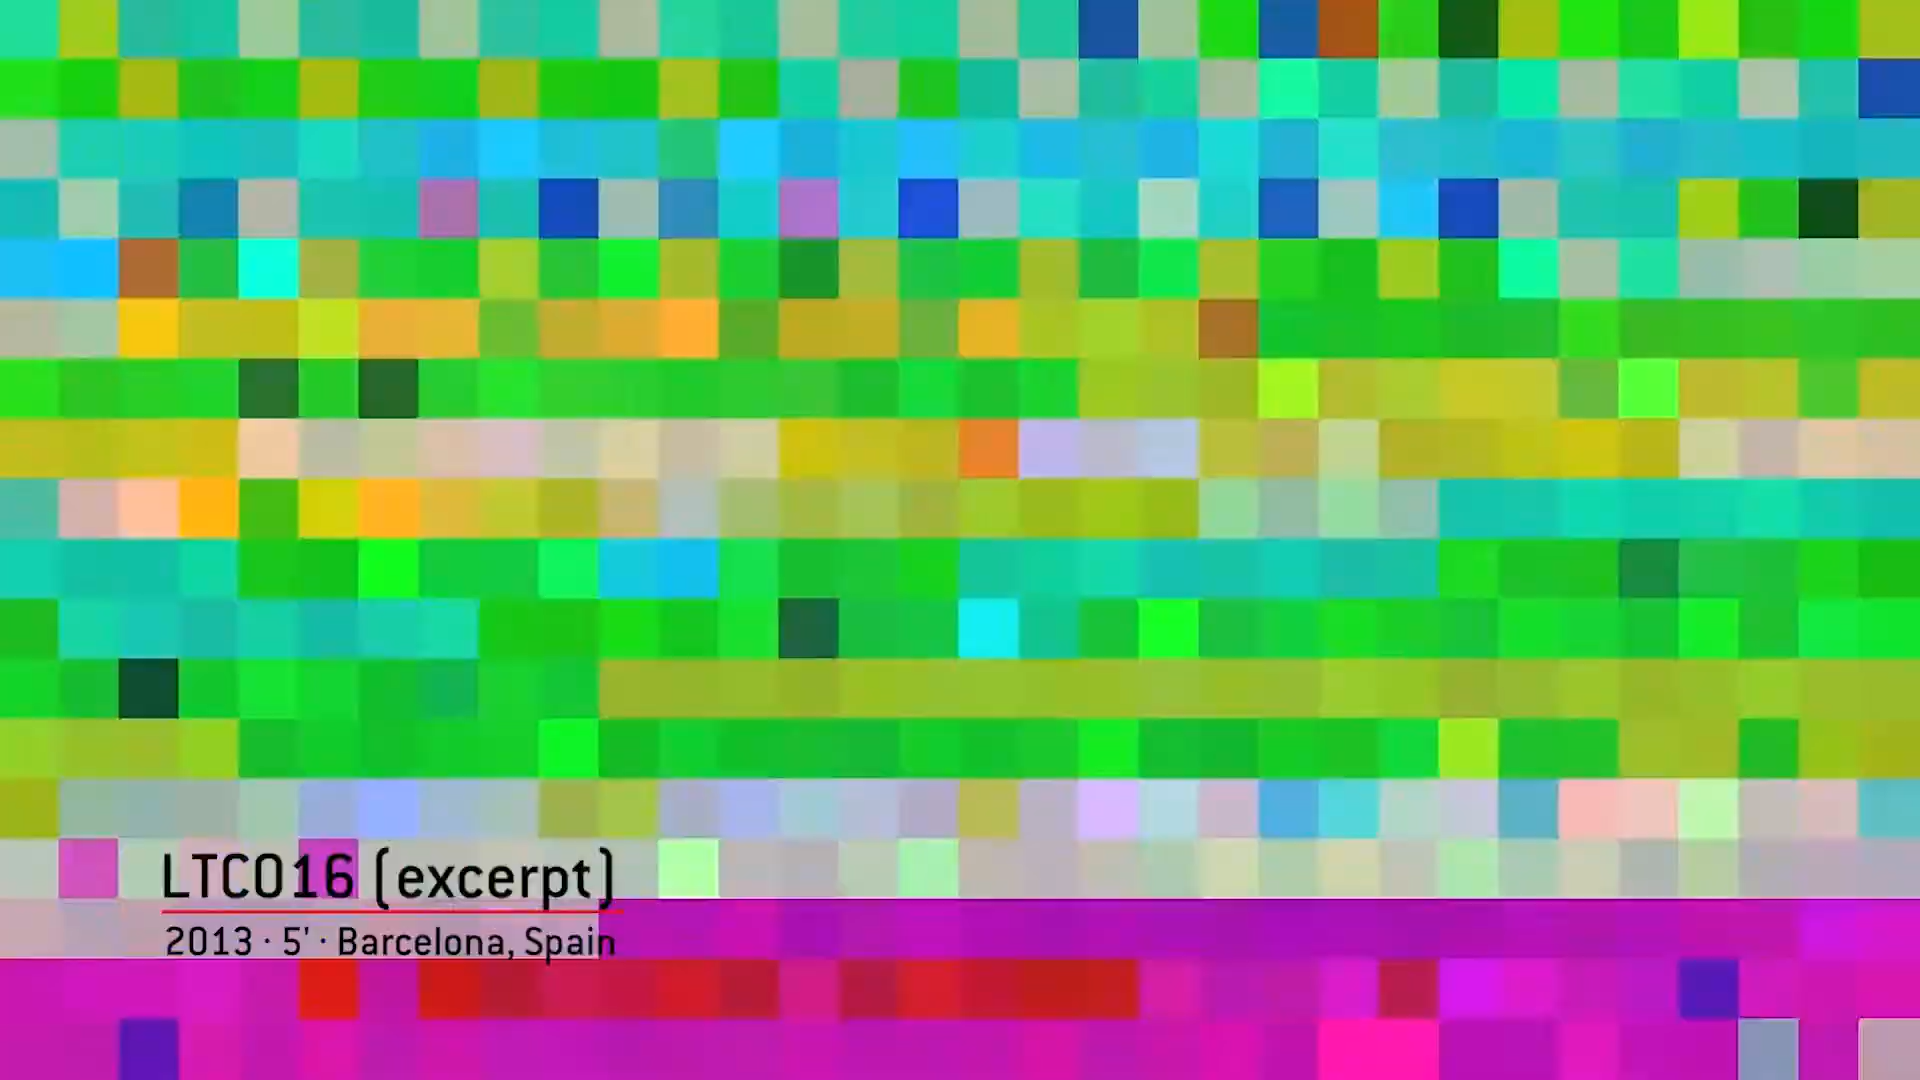 LTC016 (excerpt)
2013 · 5' · Barcelona, Spain